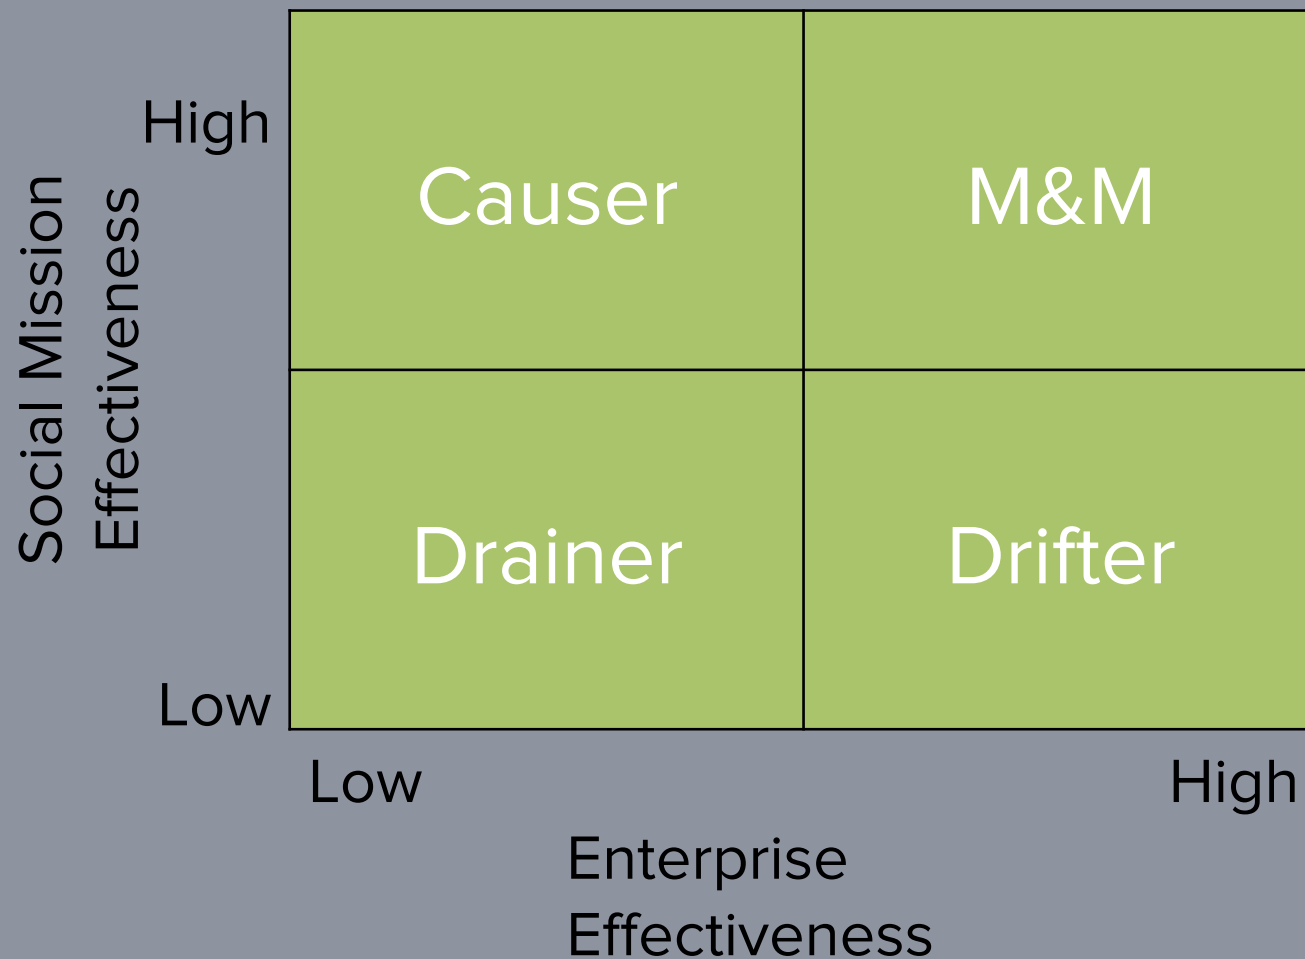 Social Mission
Effectiveness
High
Causer
M&M
Drainer
Drifter
Low
Low
High
Enterprise
Effectiveness